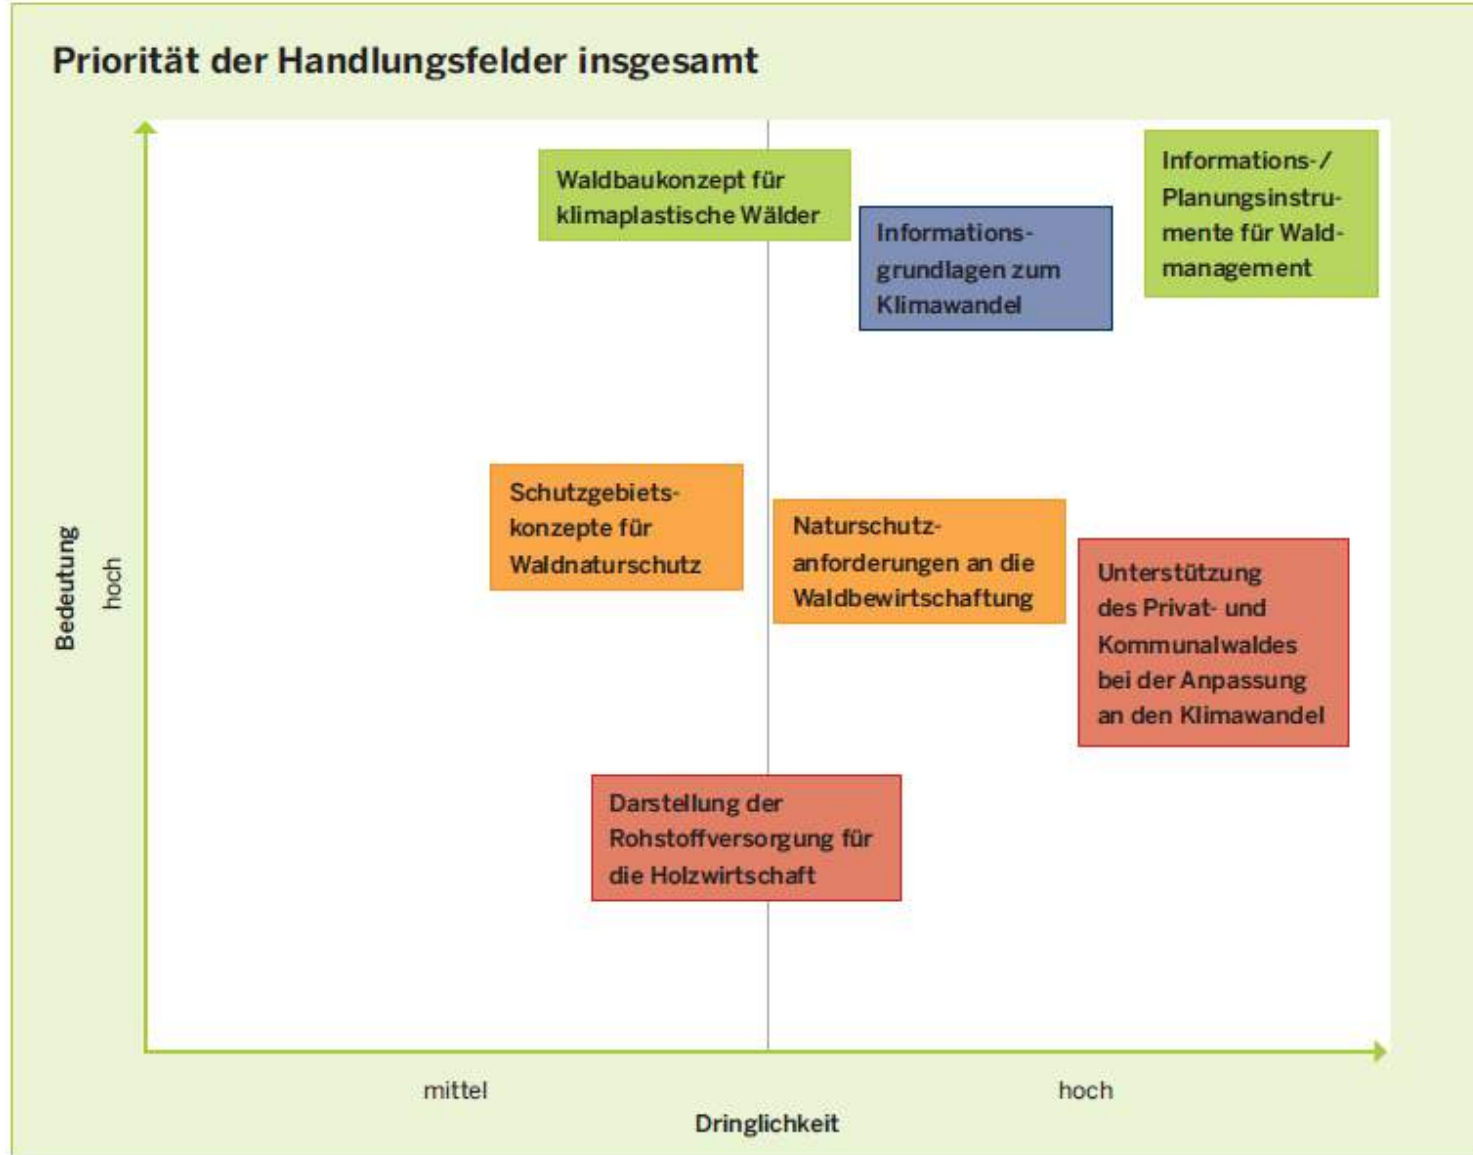 Priorität der Handlungsfelder insgesamt
Waldbaukonzept für
klimaplastische Wälder
Informations-
grundlagen zum
Klimawandel
Informations-/
Planungsinstru-
mente für Wald-
management
Schutzgebiets-
konzepte für
Waldnaturschutz
Naturschutz-
anforderungen an die
Waldbewirtschaftung
Unterstützung
des Privat- und
Kommunalwaldes
bei der Anpassung
an den Klimawandel
Darstellung der
Rohstoffversorgung für
die Holzwirtschaft
Bedeutung
hoch
mittel
hoch
Dringlichkeit